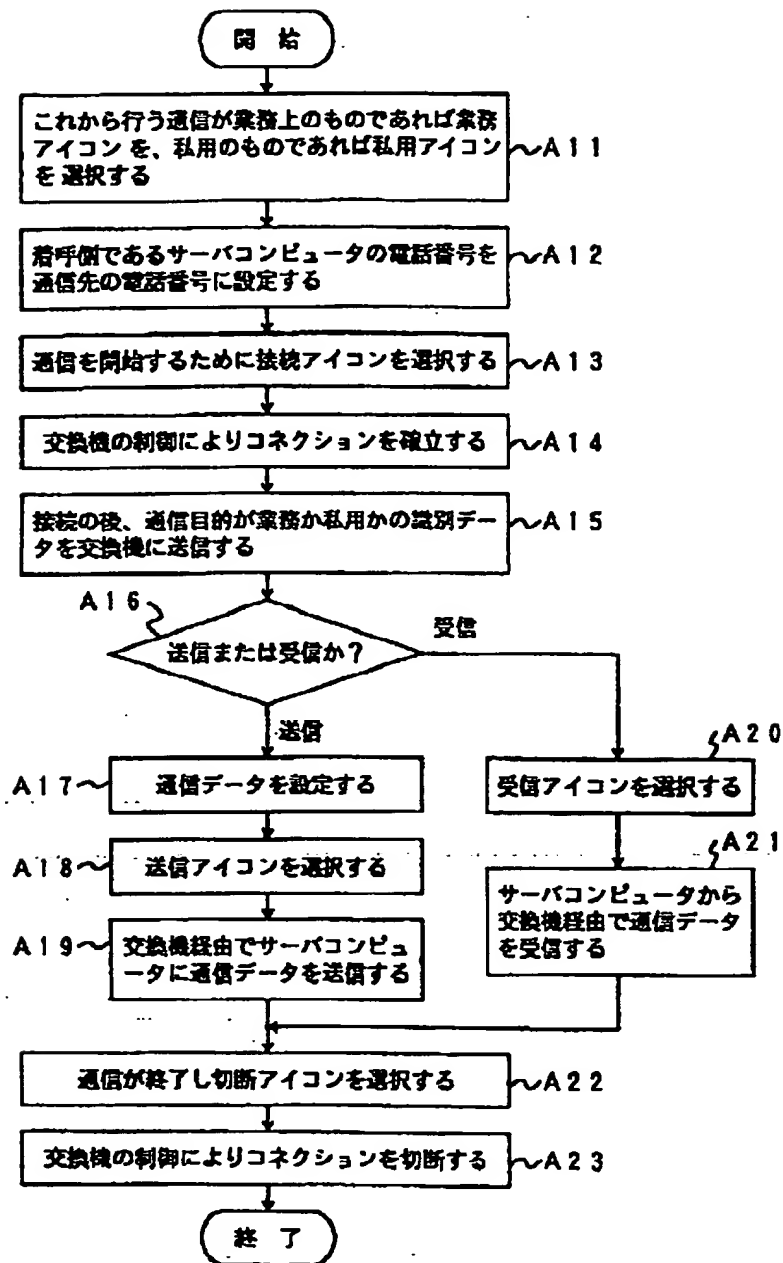 開 始
これから行う通信が業務上のものであれば業務
アイコン を、私用のものであれば私用アイコン
を 選択する
A11
着呼側であるサーバコンピュータの電話番号を
通信先の電話番号に設定する
A12
通信を開始するために接続アイコンを選択する
A13
交換機の制御によりコネクションを確立する
A14
接続の後、通信目的が業務か私用かの識別デー
タを交換機に送信する
A15
A16
送信または受信か？
受信
送信
A17
通信データを設定する
A18
送信アイコンを選択する
A19
交換機経由でサーバコンピュ
ータに通信データを送信する
A20
受信アイコンを選択する
A21
サーバコンピュータから
交換機経由で通信データ
を受信する
通信が終了し切断アイコンを選択する
A22
交換機の制御によりコネクションを切断する
A23
終 了